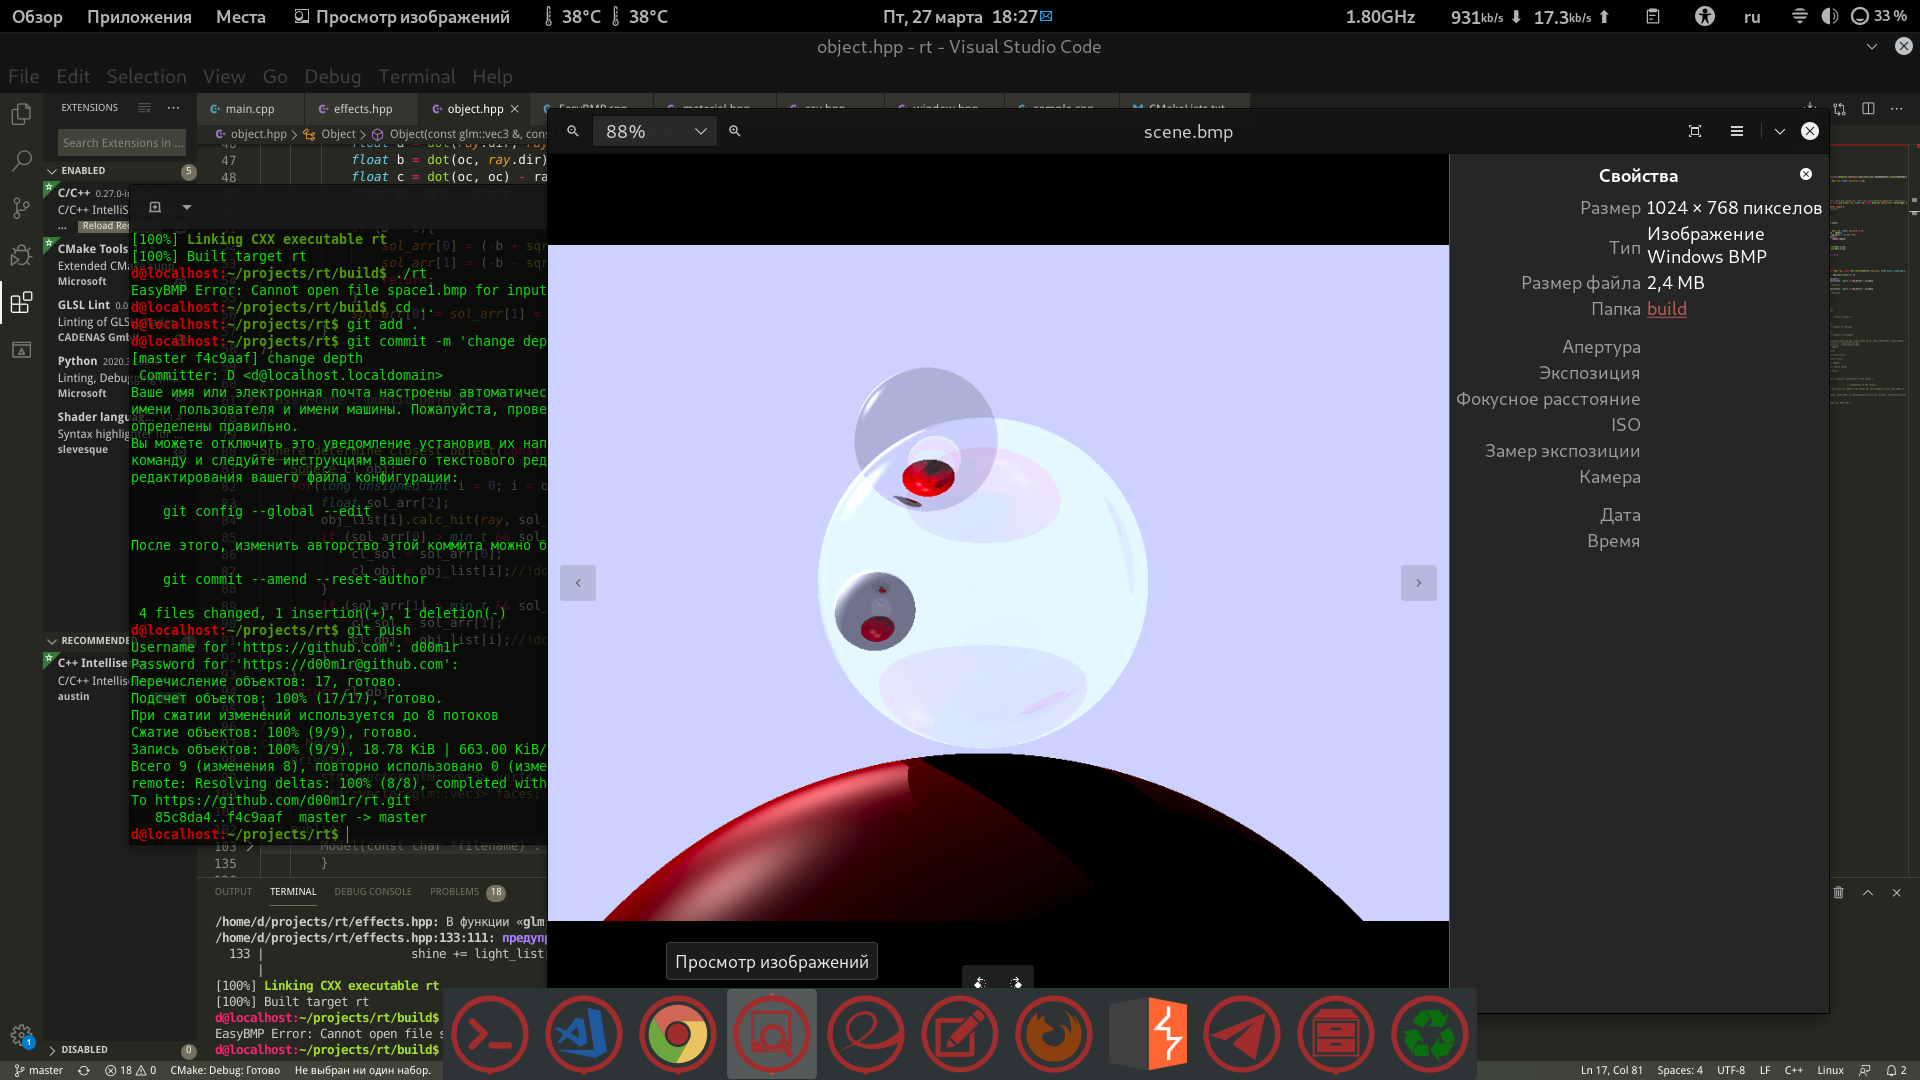 Обзор Приложения Места Просмотр изображений 38°C 38°C Пт, 27 марта 18:27 1.80GHz 931kb/s 17.3kb/s ru 33 %
object.hpp - rt - Visual Studio Code
File Edit Selection View Go Debug Terminal Help
EXTENSIONS
main.cpp effects.hpp object.hpp
object.hpp > Object > Object(const glm::vec3 &,
Search Extensions in ...
ENABLED 5
C/C++ 0.27.0-
Reload
CMake Tools
Microsoft
GLSL Lint
Linting of
Python
Linting,
Microsoft
Syntax
slevesque
RECOMMENDED
C/C++
austin
DISABLED 0
47 float b = dot(oc, ray.dir)
48 float c = dot(oc, oc) - ra
[100%] Linking CXX executable rt
[100%] Built target rt
d@localhost:~/projects/rt/build$ ./rt
EasyBMP Error: Cannot open file space1.bmp for input
d@localhost:~/projects/rt/build$ cd ..
d@localhost:~/projects/rt$ git add .
d@localhost:~/projects/rt$ git commit -m 'change dep
[master f4c9aaf] change depth
Committer: D <d@localhost.localdomain>
Ваше имя или электронная почта настроены автоматичес
имени пользователя и имени машины. Пожалуйста, прове
определены правильно.
Вы можете отключить это уведомление установив их нап
команду и следуйте инструкциям вашего текстового ред
редактирования вашего файла конфигурации:
git config --global --edit
После этого, изменить авторство этой коммита можно б
git commit --amend --reset-author
4 files changed, 1 insertion(+), 1 deletion(-)
d@localhost:~/projects/rt$ git push
Username for 'https://github.com': d00m1r
Password for 'https://d00m1r@github.com':
Перечисление объектов: 17, готово.
Подсчет объектов: 100% (17/17), готово.
При сжатии изменений используется до 8 потоков
Сжатие объектов: 100% (9/9), готово.
Запись объектов: 100% (9/9), 18.78 KiB | 663.00 KiB/
Всего 9 (изменения 8), повторно использовано 0 (изме
remote: Resolving deltas: 100% (8/8), completed with
To https://github.com/d00m1r/rt.git
85c8da4..f4c9aaf master -> master
d@localhost:~/projects/rt$
103 Model(const char *filename) :
135 }
OUTPUT TERMINAL DEBUG CONSOLE PROBLEMS 18
/home/d/projects/rt/effects.hpp: В функции «glm
/home/d/projects/rt/effects.hpp:133:111: предупр
133 | shine += light_list
|
[100%] Linking CXX executable rt
[100%] Built target rt
d@localhost:~/projects/rt/build$
EasyBMP Error: Cannot open file s
d@localhost:~/projects/rt/build$
88% scene.bmp
Свойства
Размер 1024 × 768 пикселов
Тип Изображение Windows BMP
Размер файла 2,4 MB
Папка build
Апертура
Экспозиция
Фокусное расстояние
ISO
Замер экспозиции
Камера
Дата
Время
Просмотр изображений
master 18 0 CMake: Debug: Готово Не выбран ни один набор. Ln 17, Col 81 Spaces: 4 UTF-8 LF C++ Linux 2